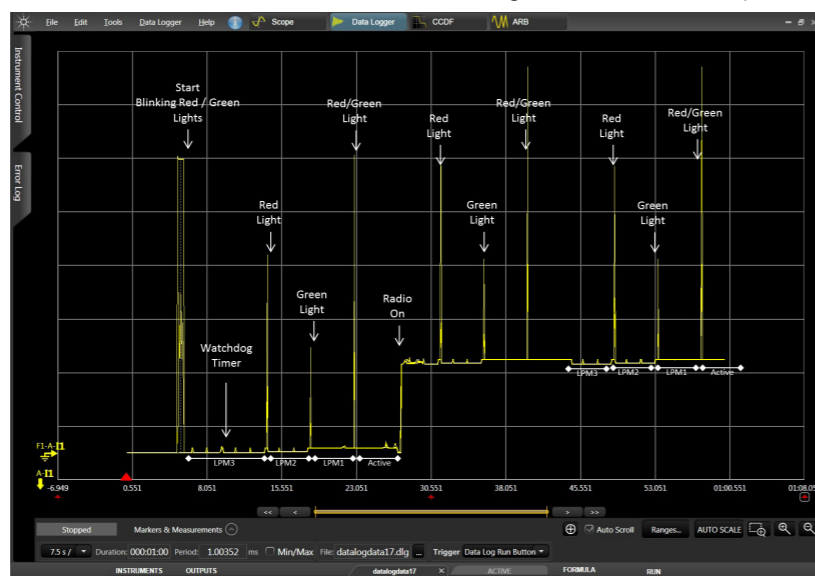 File Edit Tools Data Logger Help Scope Data Logger CCDF ARB
Instrument Control
Error Log
Start
Blinking Red / Green
Lights
Red/Green
Light
Red
Light
Red/Green
Light
Red
Light
Red/Green
Light
Red
Light
Green
Light
Green
Light
Green
Light
Radio
On
Watchdog
Timer
LPM3 LPM2 LPM1 Active
LPM3 LPM2 LPM1 Active
F1-A-I1
A-I1
-6.949 0.551 8.051 15.551 23.051 30.551 38.051 45.551 53.051 01:00.551 01:08.05
<< < > >>
Stopped Markers & Measurements Auto Scroll Ranges... AUTO SCALE
7.5 s / Duration: 000:01:00 Period: 1.00352 ms Min/Max File: datalogdata17.dlg ... Trigger Data Log Run Button
INSTRUMENTS OUTPUTS datalogdata17 × ACTIVE FORMULA RUN